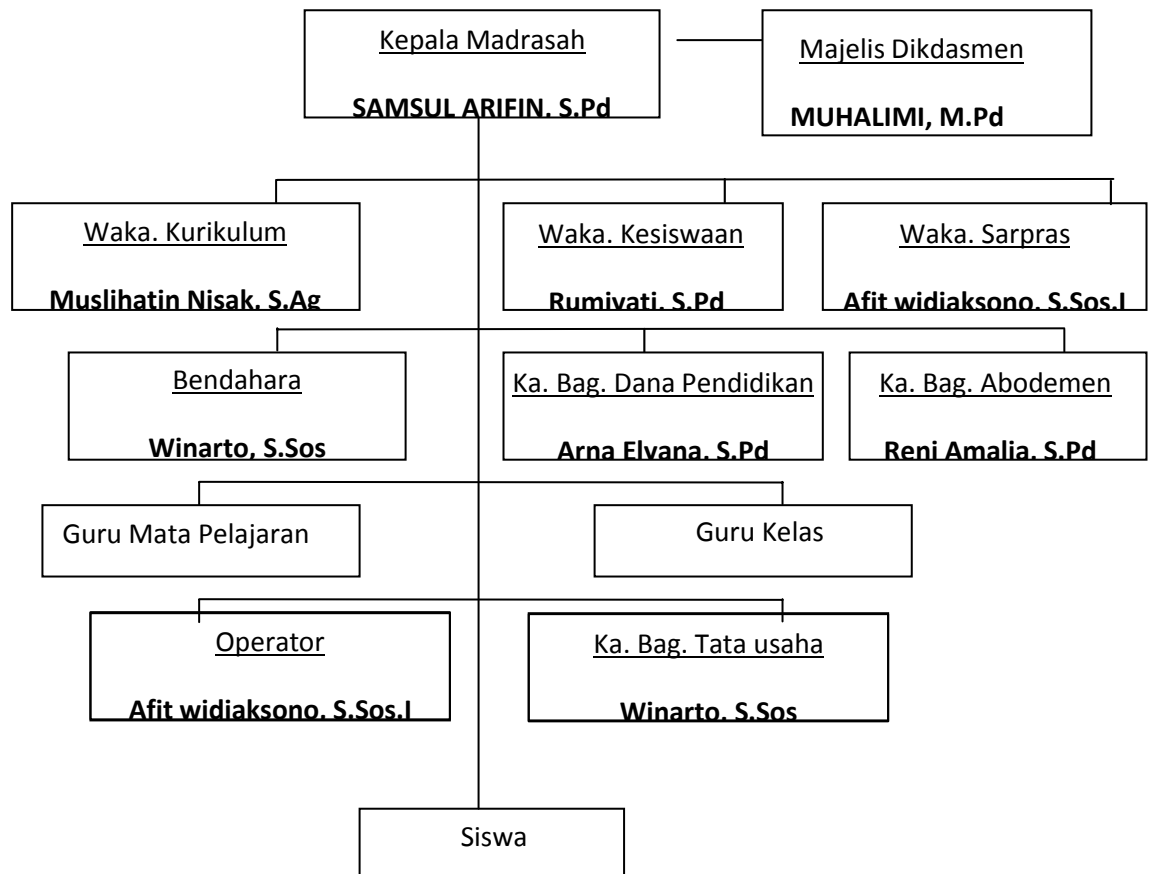 Kepala Madrasah
SAMSUL ARIFIN, S.Pd
Majelis Dikdasmen
MUHALIMI, M.Pd
Waka. Kurikulum
Muslihatin Nisak, S.Ag
Waka. Kesiswaan
Rumiyati, S.Pd
Waka. Sarpras
Afit widiaksono, S.Sos.I
Bendahara
Winarto, S.Sos
Ka. Bag. Dana Pendidikan
Arna Elyana, S.Pd
Ka. Bag. Abodemen
Reni Amalia, S.Pd
Guru Mata Pelajaran
Guru Kelas
Operator
Afit widiaksono, S.Sos.I
Ka. Bag. Tata usaha
Winarto, S.Sos
Siswa